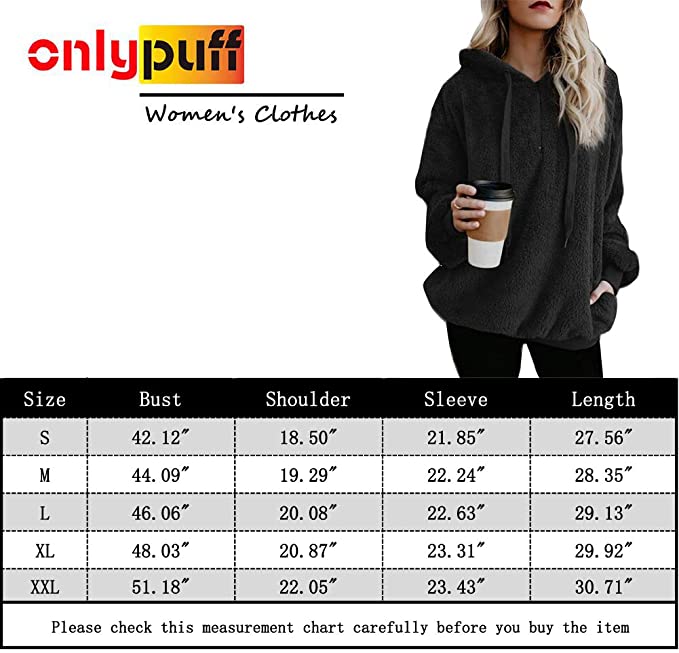 onlypuff
Women's Clothes
Size Bust Shoulder Sleeve Length
S 42.12" 18.50" 21.85" 27.56"
M 44.09" 19.29" 22.24" 28.35"
L 46.06" 20.08" 22.63" 29.13"
XL 48.03" 20.87" 23.31" 29.92"
XXL 51.18" 22.05" 23.43" 30.71"
Please check this measurement chart carefully before you buy the item